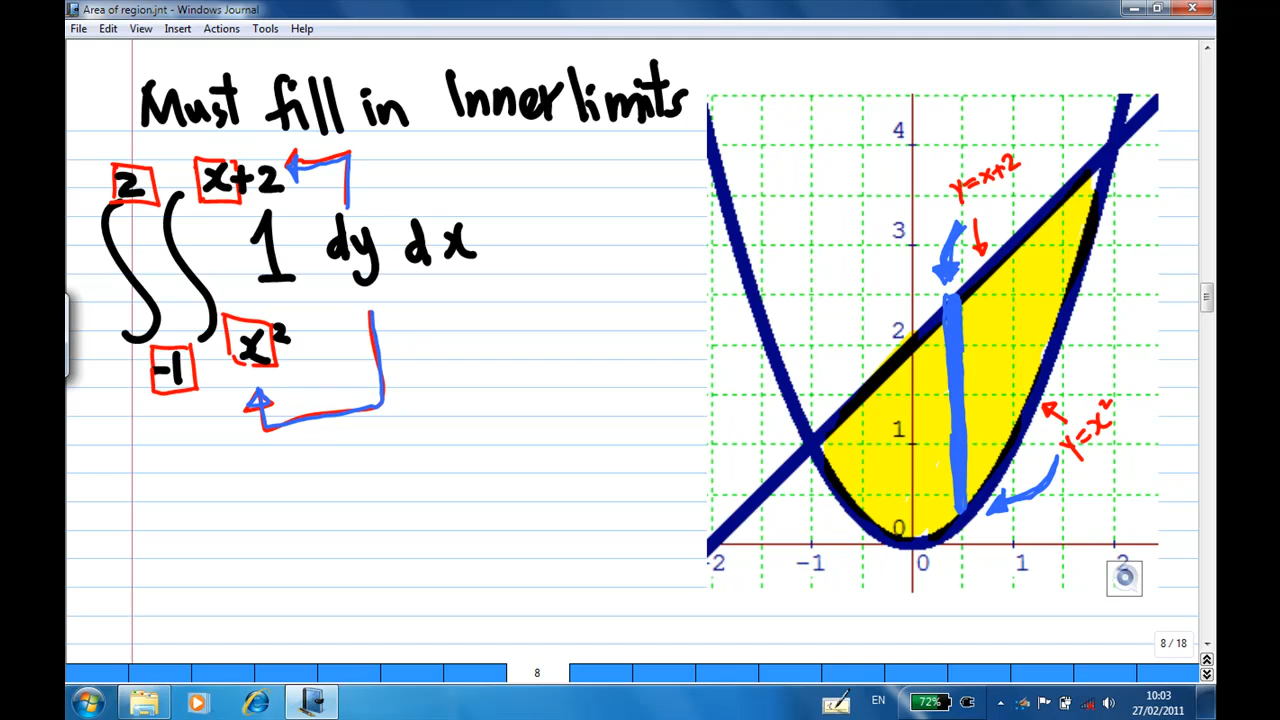 Area of region.jnt - Windows Journal
File Edit View Insert Actions Tools Help
Must fill in Inner limits
2 x+2
∫ ∫ 1 dy dx
-1 x²
y=x+2
y=x²
4
3
2
1
0
-2 -1 0 1 2
8 / 18
8
EN 72% 10:03
27/02/2011